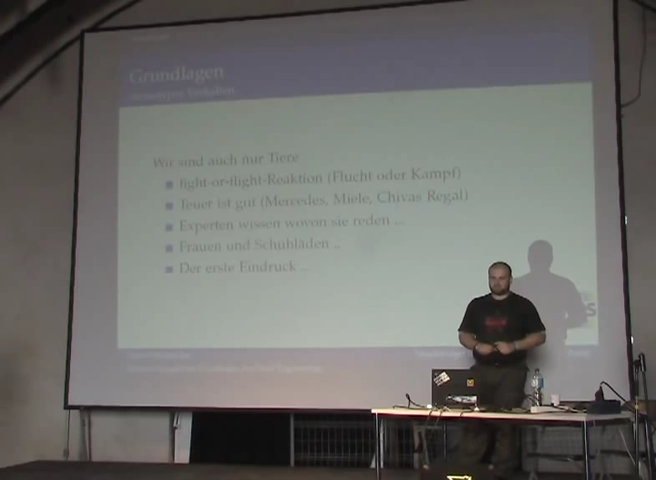 Grundlagen
Verhalten
Wir sind auch nur Tiere
fight-or-flight-Reaktion (Flucht oder Kampf)
Teuer ist gut (Mercedes, Miele, Chivas Regal)
Experten wissen wovon sie reden ...
Frauen und Schuhläden ..
Der erste Eindruck ...